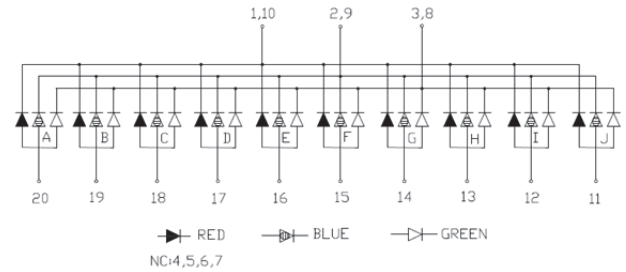 1,10 2,9 3,8
A B C D E F G H I J
20 19 18 17 16 15 14 13 12 11
RED BLUE GREEN
NC:4,5,6,7